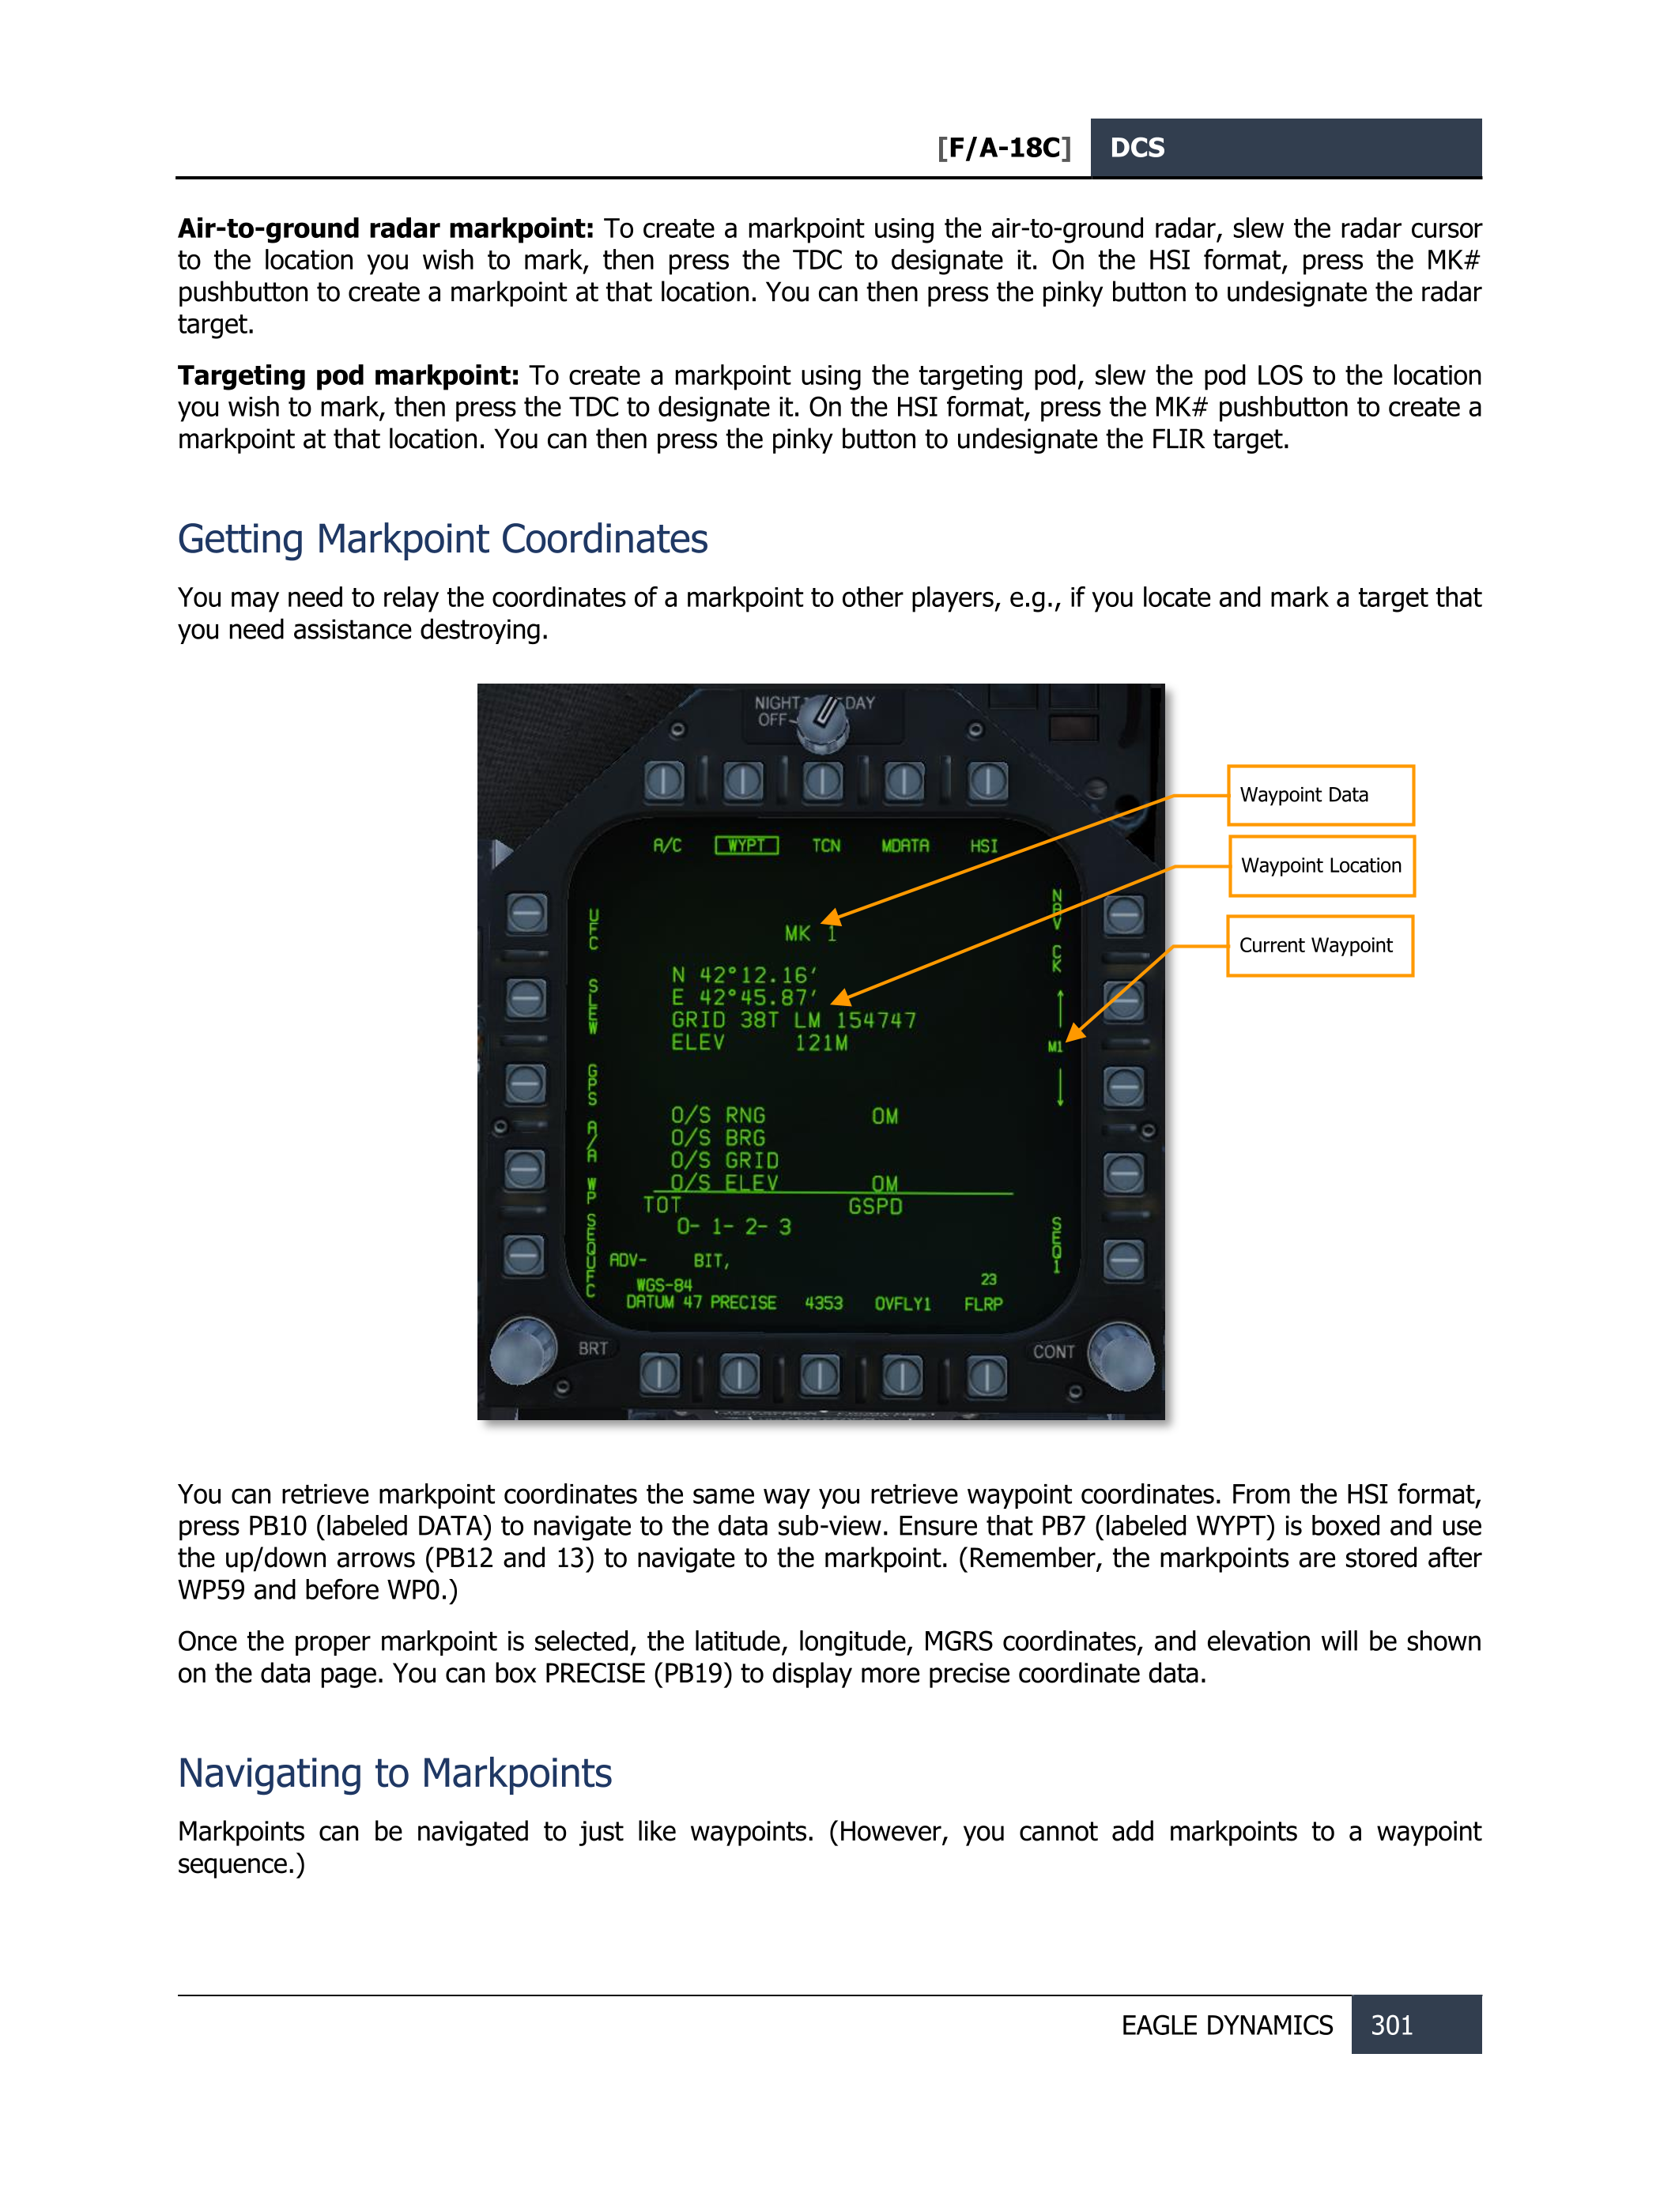 [F/A-18C] DCS
Air-to-ground radar markpoint: To create a markpoint using the air-to-ground radar, slew the radar cursor
to the location you wish to mark, then press the TDC to designate it. On the HSI format, press the MK#
pushbutton to create a markpoint at that location. You can then press the pinky button to undesignate the radar
target.
Targeting pod markpoint: To create a markpoint using the targeting pod, slew the pod LOS to the location
you wish to mark, then press the TDC to designate it. On the HSI format, press the MK# pushbutton to create a
markpoint at that location. You can then press the pinky button to undesignate the FLIR target.
Getting Markpoint Coordinates
You may need to relay the coordinates of a markpoint to other players, e.g., if you locate and mark a target that
you need assistance destroying.
NIGHT DAY
OFF
Waypoint Data
A/C WYPT TCN MDATA HSI
Waypoint Location
NAV CK
UFC
MK 1
Current Waypoint
N 42°12.16′
SLEW
E 42°45.87′
GRID 38T LM 154747
ELEV 121M
M1
GPS
O/S RNG 0M
A/A WP
O/S BRG
O/S GRID
O/S ELEV 0M
TOT GSPD
0- 1- 2- 3
SEQUFC
SEQ1
ADV- BIT,
WGS-84 23
DATUM 47 PRECISE 4353 OVFLY1 FLRP
BRT CONT
You can retrieve markpoint coordinates the same way you retrieve waypoint coordinates. From the HSI format,
press PB10 (labeled DATA) to navigate to the data sub-view. Ensure that PB7 (labeled WYPT) is boxed and use
the up/down arrows (PB12 and 13) to navigate to the markpoint. (Remember, the markpoints are stored after
WP59 and before WP0.)
Once the proper markpoint is selected, the latitude, longitude, MGRS coordinates, and elevation will be shown
on the data page. You can box PRECISE (PB19) to display more precise coordinate data.
Navigating to Markpoints
Markpoints can be navigated to just like waypoints. (However, you cannot add markpoints to a waypoint
sequence.)
EAGLE DYNAMICS 301